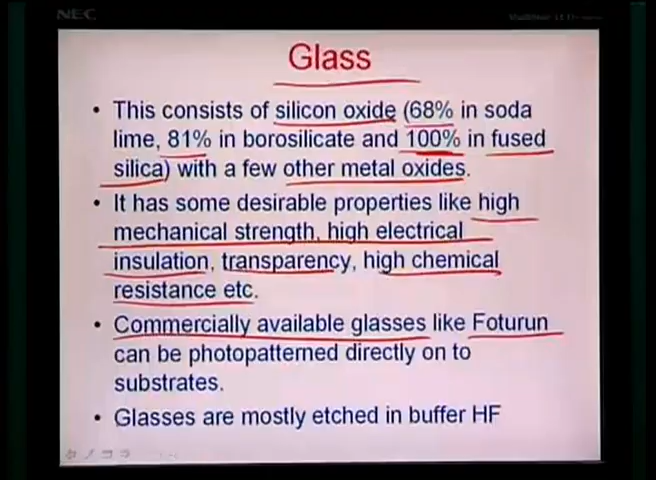 NEC
Glass
• This consists of silicon oxide (68% in soda
lime, 81% in borosilicate and 100% in fused
silica) with a few other metal oxides.
• It has some desirable properties like high
mechanical strength, high electrical
insulation, transparency, high chemical
resistance etc.
• Commercially available glasses like Foturun
can be photopatterned directly on to
substrates.
• Glasses are mostly etched in buffer HF